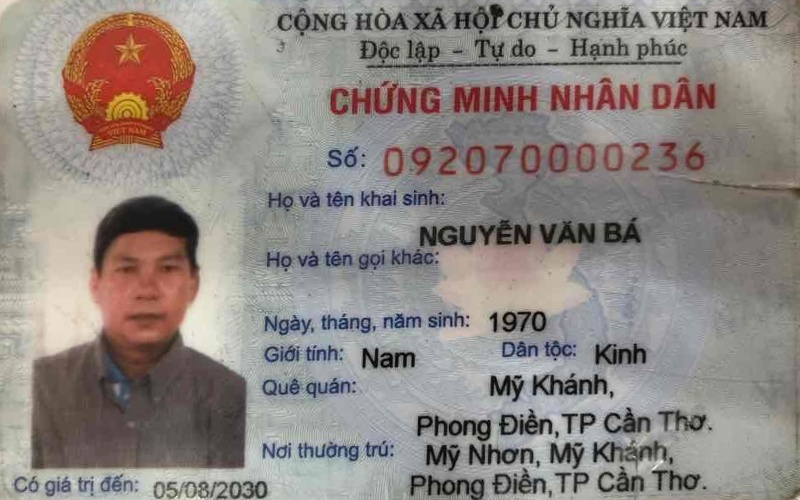 CỘNG HÒA XÃ HỘI CHỦ NGHĨA VIỆT NAM
Độc lập - Tự do - Hạnh phúc
CHỨNG MINH NHÂN DÂN
Số: 092070000236
Họ và tên khai sinh:
NGUYỄN VĂN BÁ
Họ và tên gọi khác:
Ngày, tháng, năm sinh: 1970
Giới tính: Nam Dân tộc: Kinh
Quê quán: Mỹ Khánh,
Phong Điền, TP Cần Thơ.
Nơi thường trú: Mỹ Nhơn, Mỹ Khánh,
Phong Điền, TP Cần Thơ.
Có giá trị đến: 05/08/2030
VIỆT NAM